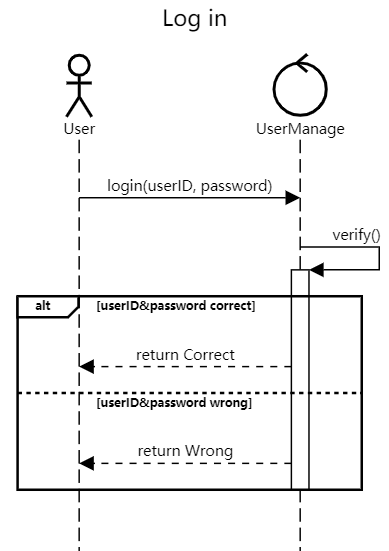 Log in
User
UserManage
login(userID, password)
verify()
alt
[userID&password correct]
return Correct
[userID&password wrong]
return Wrong